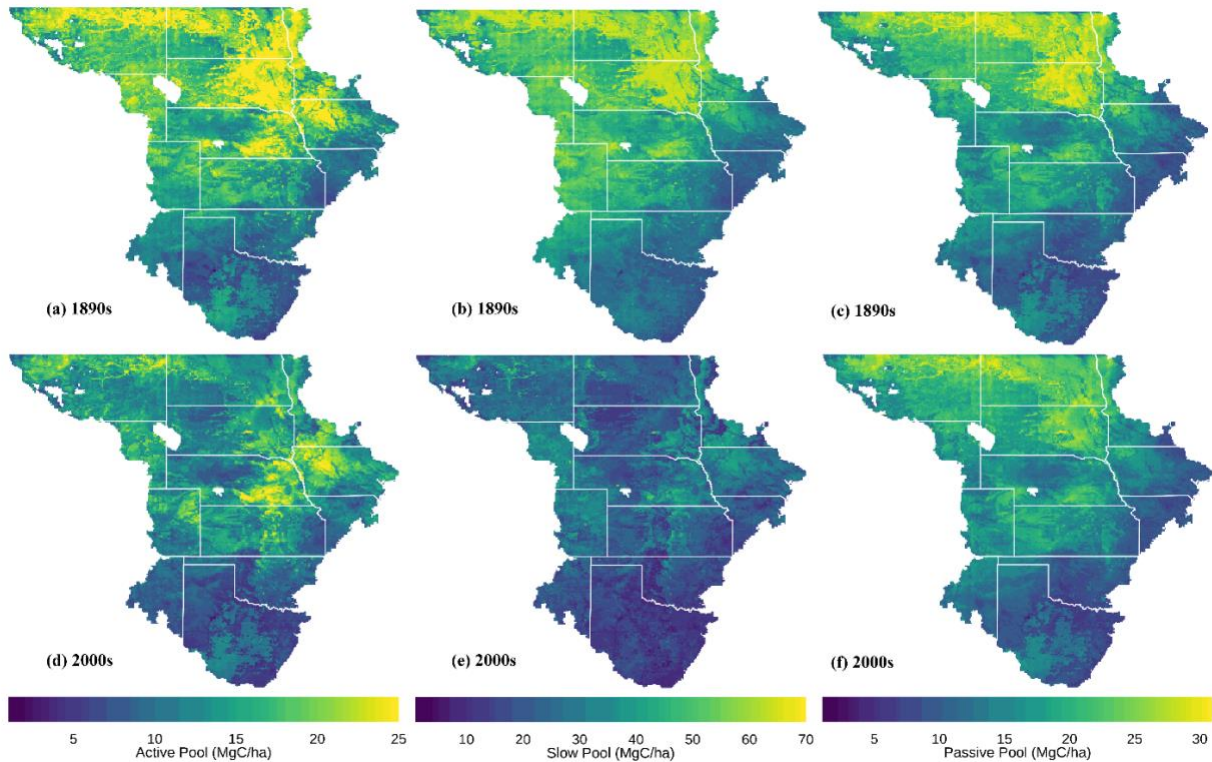 (a) 1890s
(b) 1890s
(c) 1890s
(d) 2000s
(e) 2000s
(f) 2000s
5 10 15 20 25
Active Pool (MgC/ha)
10 20 30 40 50 60 70
Slow Pool (MgC/ha)
5 10 15 20 25 30
Passive Pool (MgC/ha)